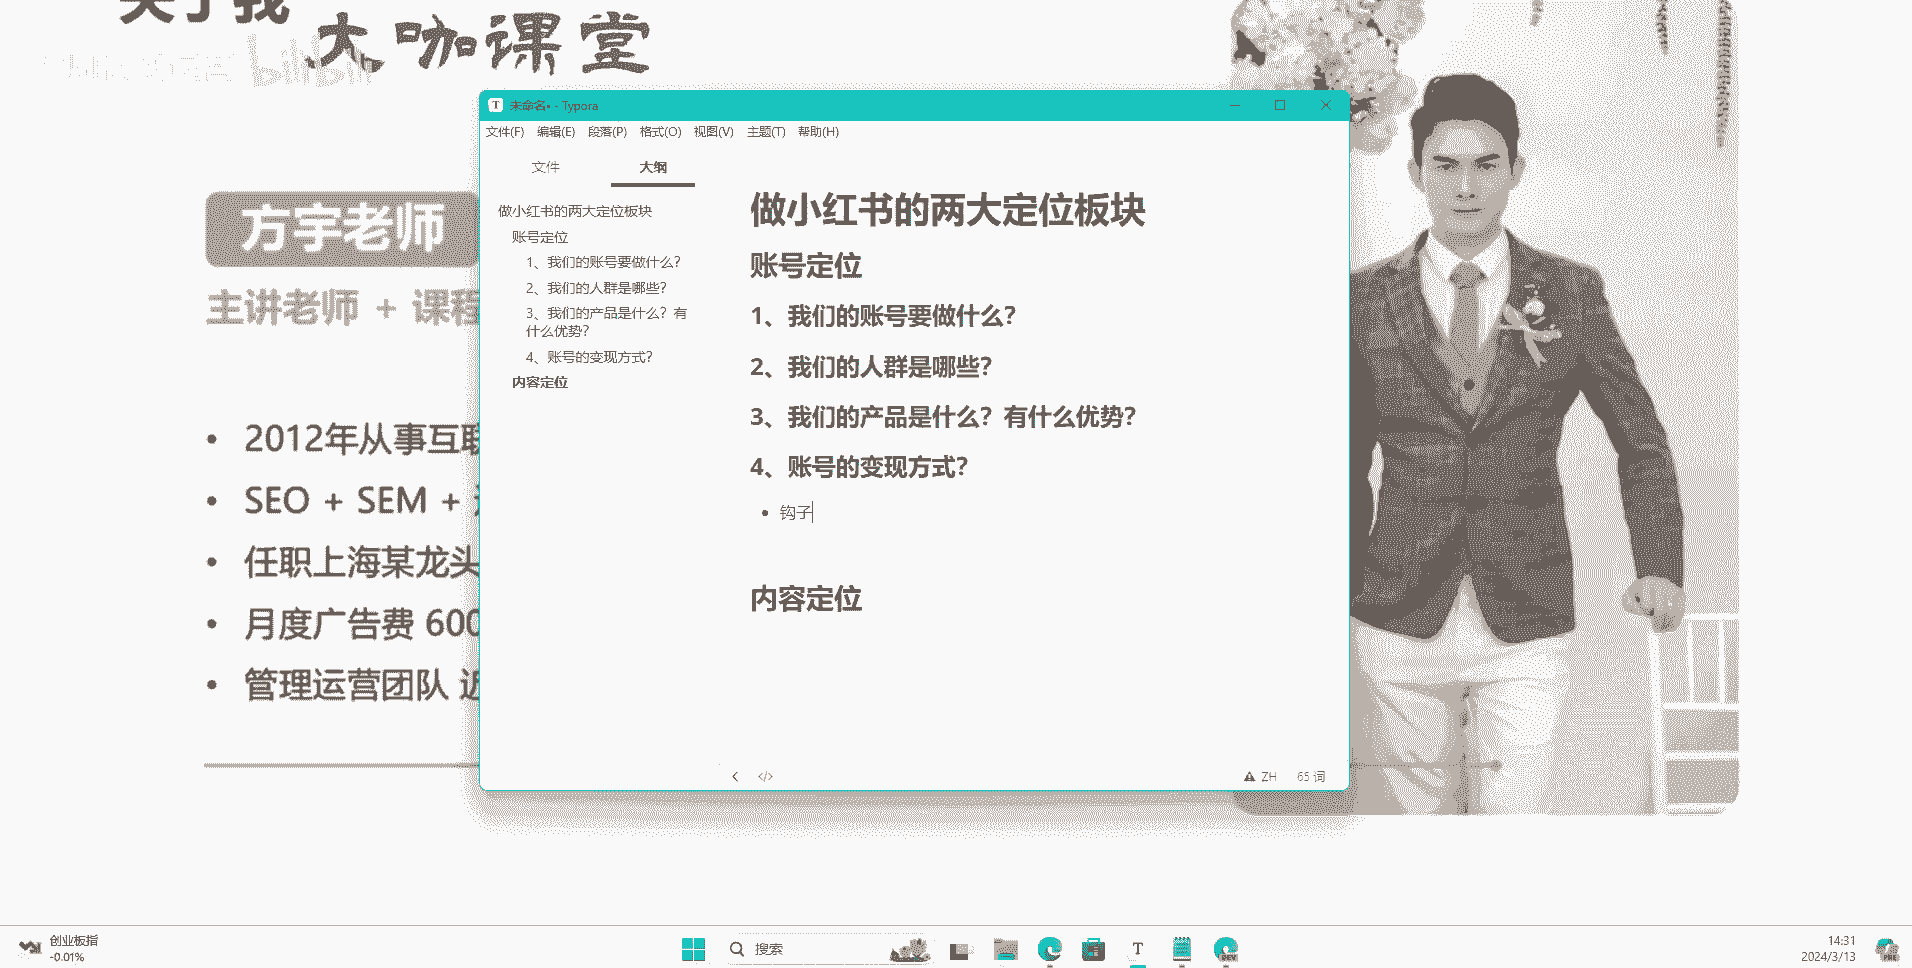 关于我
大咖课堂
bilibili
方宇老师
主讲老师 + 课程
2012年从事互联
SEO + SEM +
任职上海某龙头
月度广告费 600
管理运营团队 近
未命名• - Typora
文件(F) 编辑(E) 段落(P) 格式(O) 视图(V) 主题(T) 帮助(H)
文件 大纲
做小红书的两大定位板块
账号定位
1、我们的账号要做什么？
2、我们的人群是哪些？
3、我们的产品是什么？有
什么优势？
4、账号的变现方式？
内容定位
做小红书的两大定位板块
账号定位
1、我们的账号要做什么？
2、我们的人群是哪些？
3、我们的产品是什么？有什么优势？
4、账号的变现方式？
钩子
内容定位
ZH 65 词
创业板指
-0.01%
搜索
DEV
14:31
2024/3/13
PRE